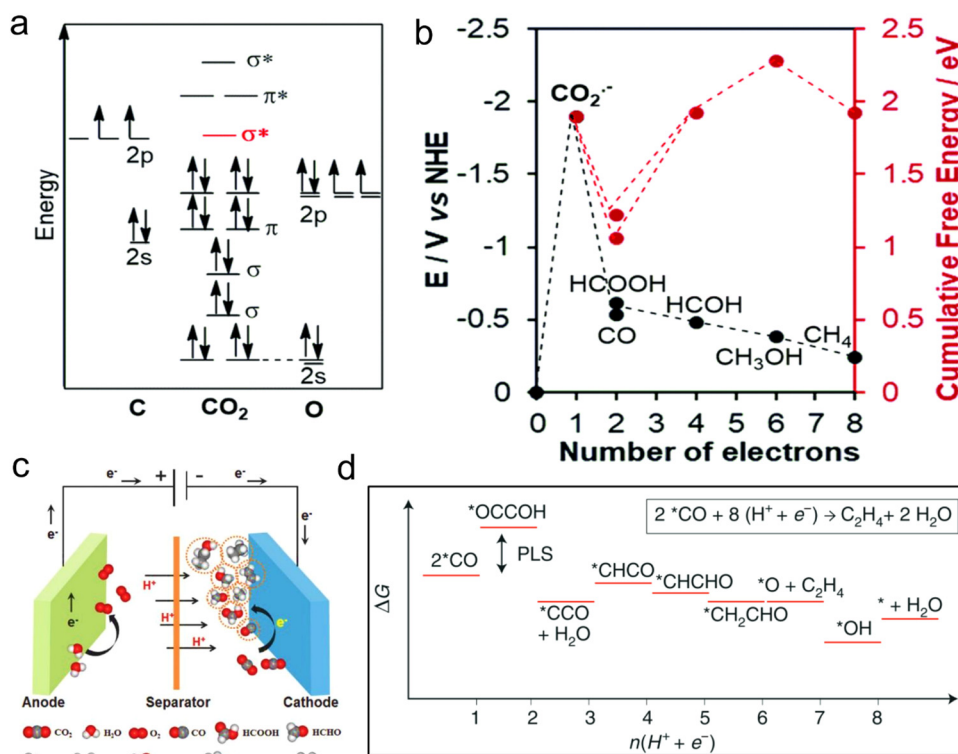 a
σ*
π*
σ*
2p
2p
π
2s
σ
σ
2s
Energy
C CO₂ O
b
-2.5
-2
-1.5
-1
-0.5
0
E / V vs NHE
CO₂·⁻
HCOOH
CO
HCOH
CH₃OH
CH₄
2.5
2
1.5
1
0.5
0
Cumulative Free Energy / eV
0 1 2 3 4 5 6 7 8
Number of electrons
c
e⁻ + − e⁻
e⁻
e⁻
H⁺
e⁻
e⁻
H⁺
H⁺
H⁺
Anode Separator Cathode
CO₂ H₂O O₂ CO HCOOH HCHO
d
*OCCOH
2 *CO + 8 (H⁺ + e⁻) → C₂H₄+ 2 H₂O
2*CO
PLS
*CHCO
*CHCHO
*O + C₂H₄
*CCO
+ H₂O
*CH₂CHO
*OH
* + H₂O
ΔG
1 2 3 4 5 6 7 8
n(H⁺ + e⁻)